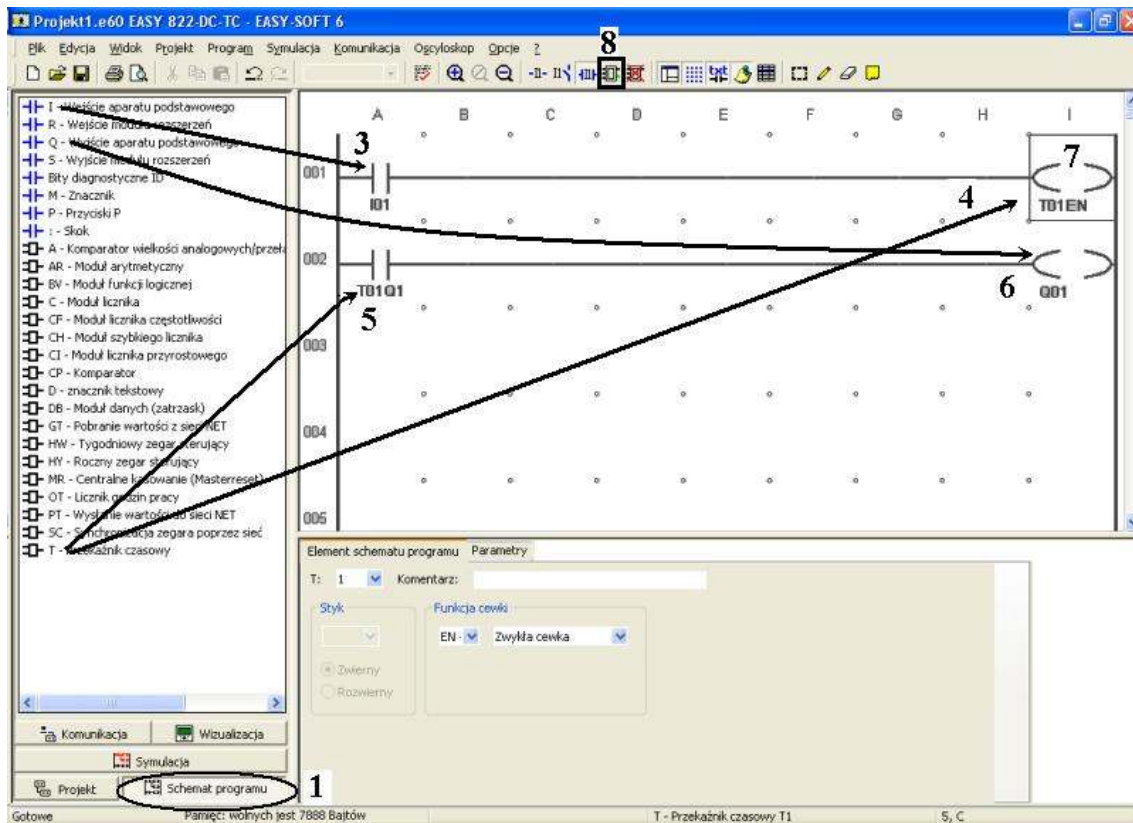 Projekt1.e60 EASY 822-DC-TC - EASY-SOFT 6
Plik Edycja Widok Projekt Program Symulacja Komunikacja Oscyloskop Opcje ?
8
I - Wejście aparatu podstawowego
R - Wejście modułu rozszerzeń
Q - Wyjście aparatu podstawowego
S - Wyjście modułu rozszerzeń
Bity diagnostyczne ID
M - Znacznik
P - Przyciski P
: - Skok
A - Komparator wielkości analogowych/przeła
AR - Moduł arytmetyczny
BV - Moduł funkcji logicznej
C - Moduł licznika
CF - Moduł licznika częstotliwości
CH - Moduł szybkiego licznika
CI - Moduł licznika przyrostowego
CP - Komparator
D - znacznik tekstowy
DB - Moduł danych (zatrzask)
GT - Pobranie wartości z sieci NET
HW - Tygodniowy zegar sterujący
HY - Roczny zegar sterujący
MR - Centralne kasowanie (Masterreset)
OT - Licznik godzin pracy
PT - Wysłanie wartości do sieci NET
SC - Synchronizacja zegara poprzez sieć
T - Przekaźnik czasowy
A B C D E F G H I
3
7
001
4
I01
T01EN
002
6
T01Q1
Q01
5
003
004
005
Element schematu programu Parametry
T: 1 Komentarz:
Styk Funkcja cewki
EN - Zwykła cewka
Zwierny
Rozwierny
Komunikacja Wizualizacja
Symulacja
Projekt Schemat programu 1
Gotowe Pamięć: wolnych jest 7888 Bajtów T - Przekaźnik czasowy T1 5, C